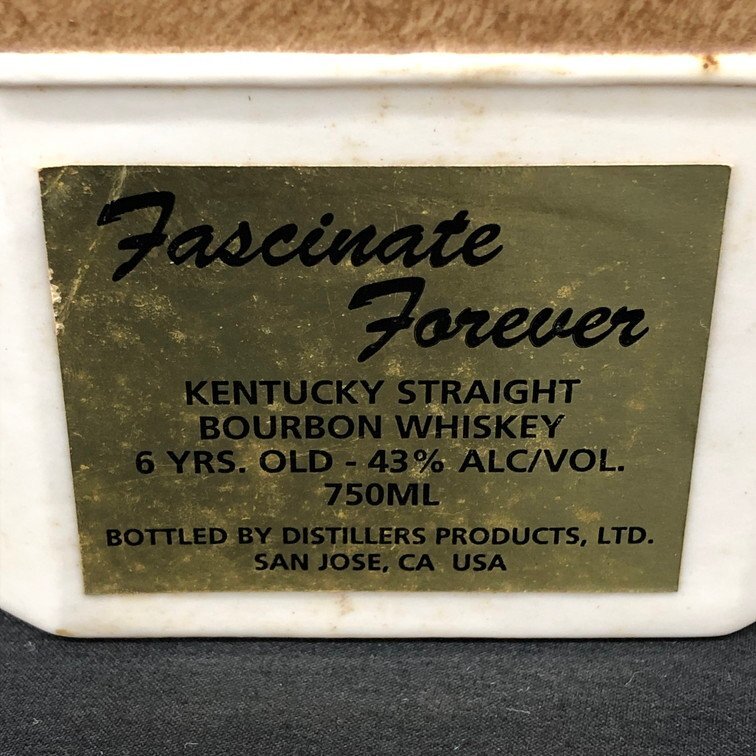 Fascinate
Forever
KENTUCKY STRAIGHT
BOURBON WHISKEY
6 YRS. OLD - 43% ALC/VOL.
750ML
BOTTLED BY DISTILLERS PRODUCTS, LTD.
SAN JOSE, CA USA